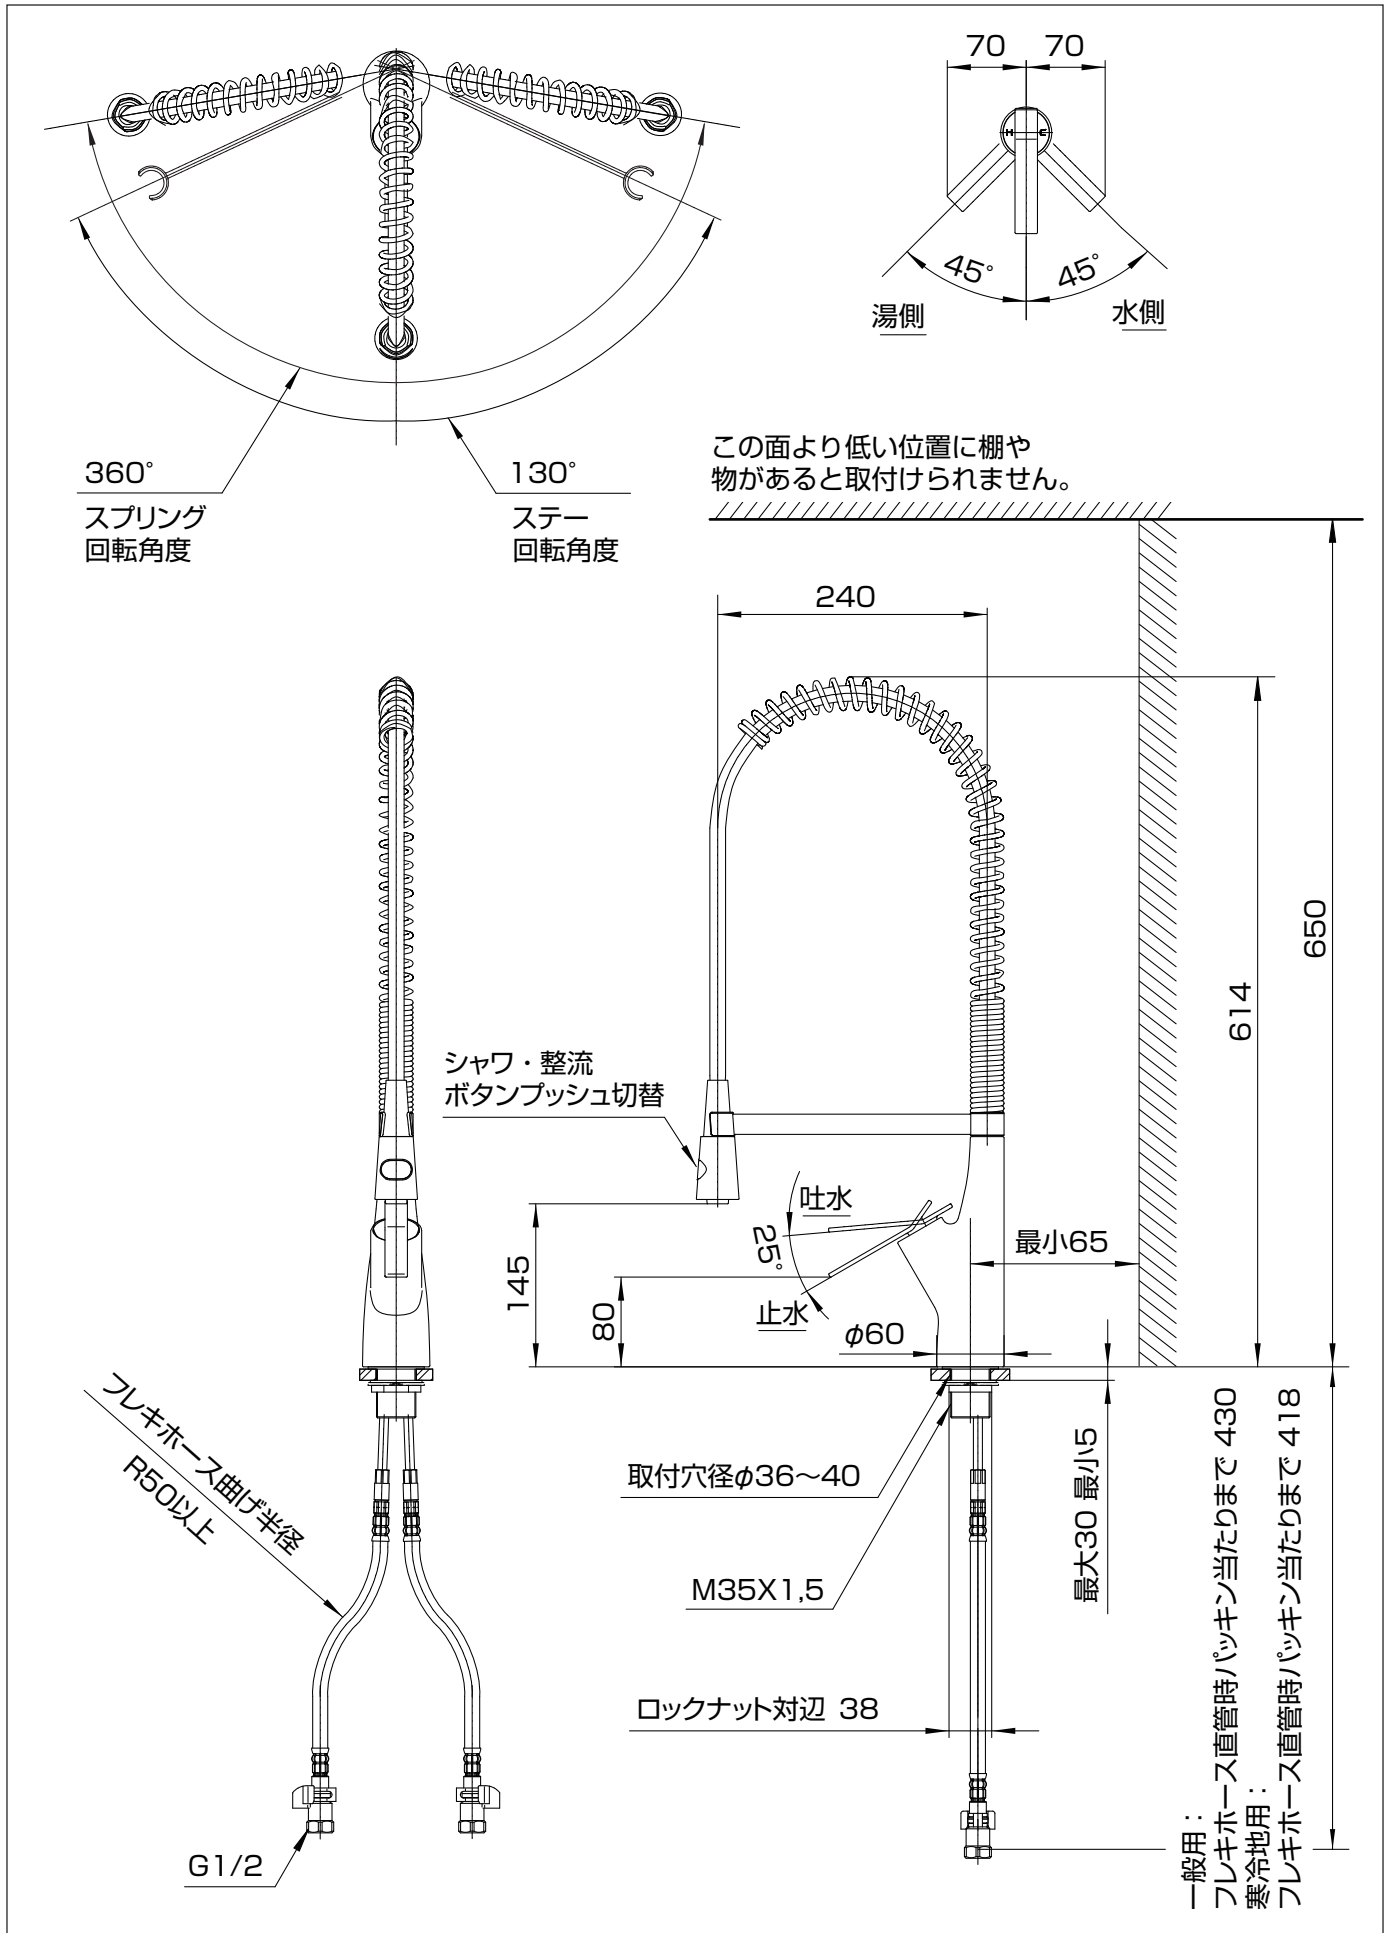 70 70
H C
45° 45°
湯側 水側
360°
スプリング
回転角度
130°
ステー
回転角度
この面より低い位置に棚や
物があると取付けられません。
240
650
614
シャワ・整流
ボタンプッシュ切替
吐水
25°
止水
最小65
145
80
φ60
フレキホース曲げ半径
R50以上
取付穴径φ36〜40
M35X1,5
最大30 最小5
ロックナット対辺 38
G1/2
一般用：
フレキホース直管時パッキン当たりまで 430
寒冷地用：
フレキホース直管時パッキン当たりまで 418